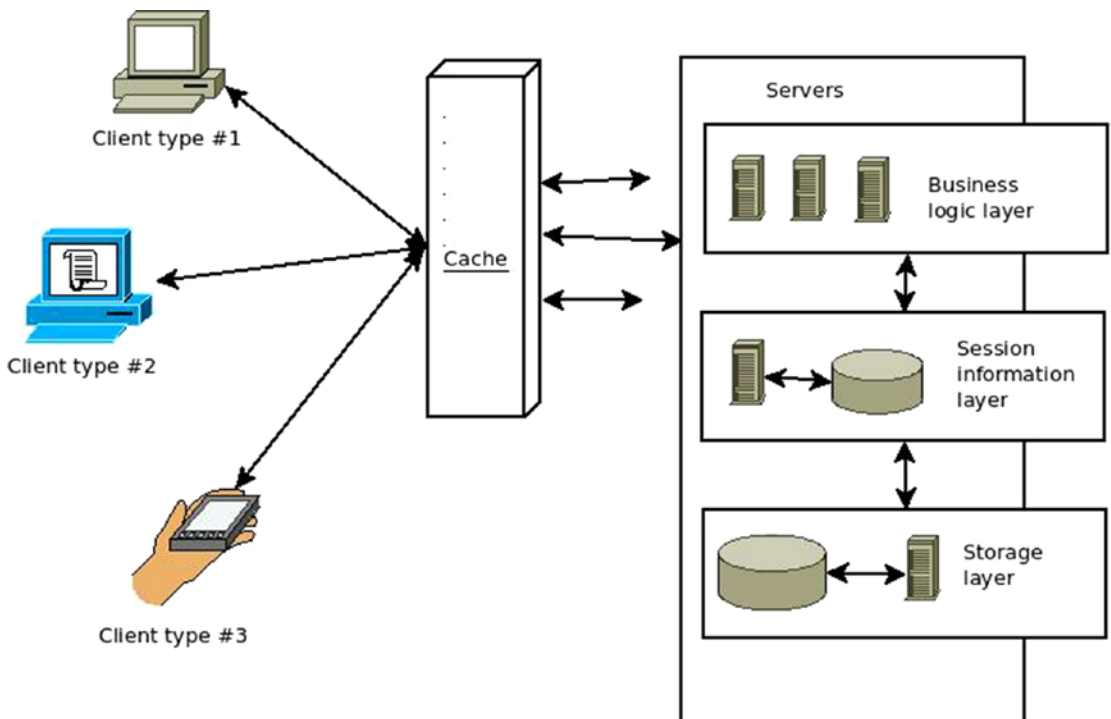 Client type #1
Client type #2
Client type #3
Cache
Servers
Business
logic layer
Session
information
layer
Storage
layer